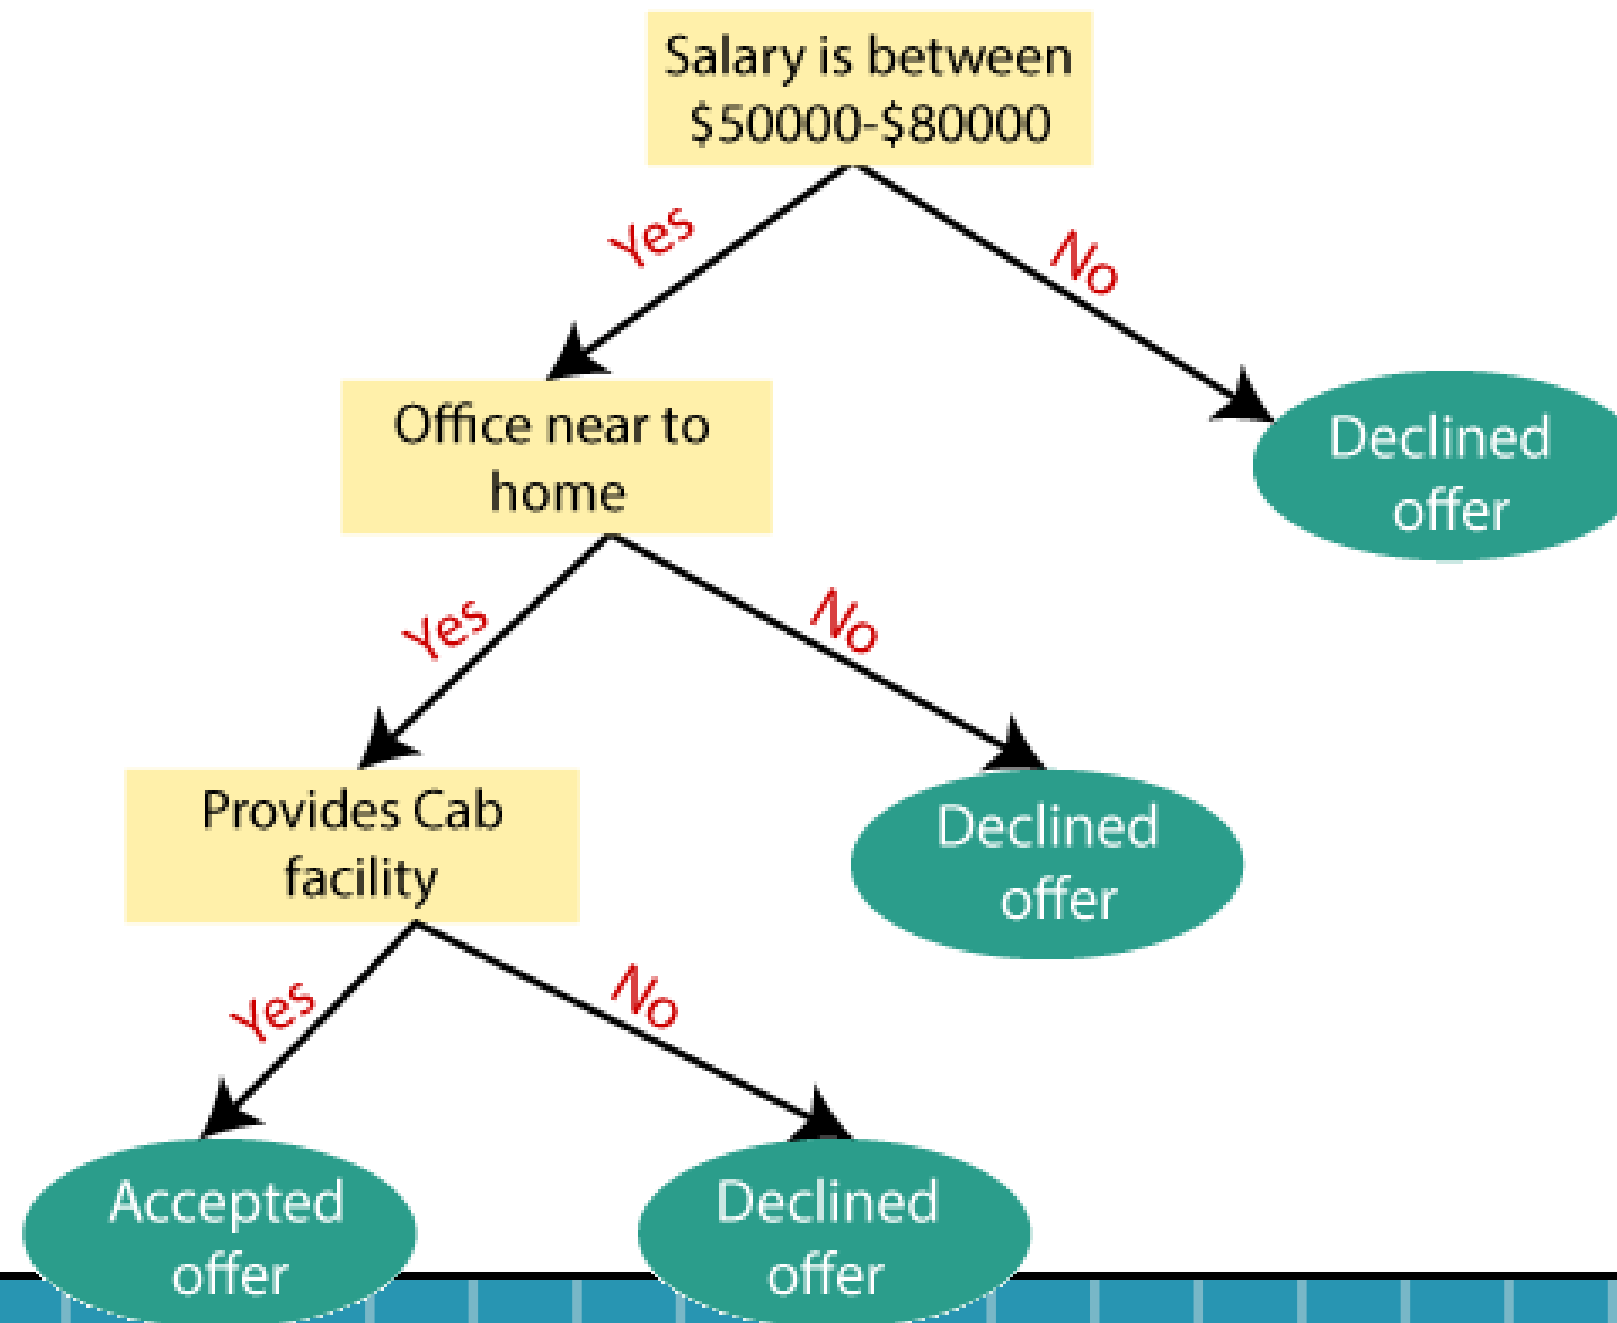 Salary is between
$50000-$80000
Yes
No
Office near to
home
Declined
offer
Yes
No
Provides Cab
facility
Declined
offer
Yes
No
Accepted
offer
Declined
offer